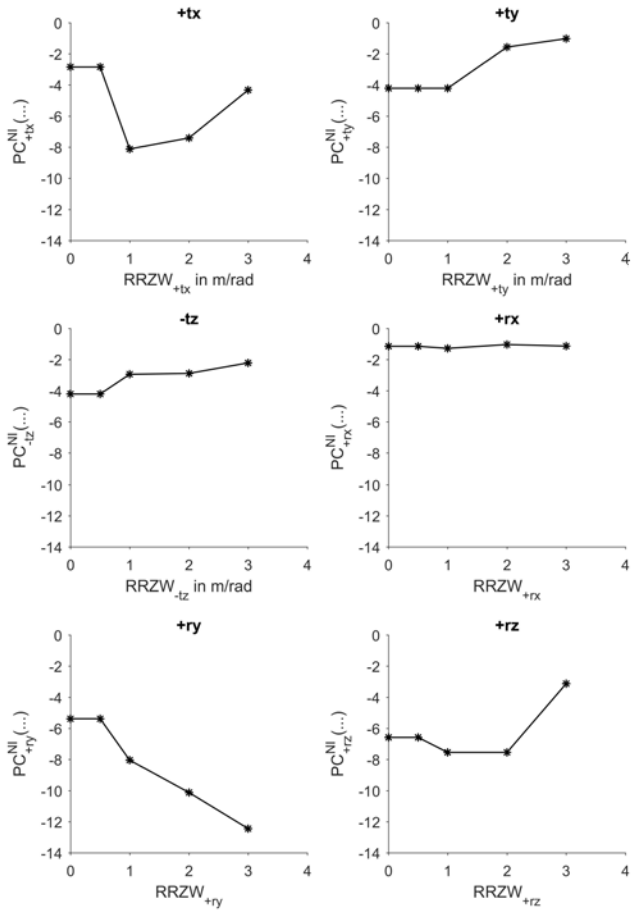 +tx
0
-2
-4
-6
-8
-10
-12
-14
PC^NI_+tx(...)
0 1 2 3 4
RRZW_+tx in m/rad
+ty
0
-2
-4
-6
-8
-10
-12
-14
PC^NI_+ty(...)
0 1 2 3 4
RRZW_+ty in m/rad
-tz
0
-2
-4
-6
-8
-10
-12
-14
PC^NI_-tz(...)
0 1 2 3 4
RRZW_-tz in m/rad
+rx
0
-2
-4
-6
-8
-10
-12
-14
PC^NI_+rx(...)
0 1 2 3 4
RRZW_+rx
+ry
0
-2
-4
-6
-8
-10
-12
-14
PC^NI_+ry(...)
0 1 2 3 4
RRZW_+ry
+rz
0
-2
-4
-6
-8
-10
-12
-14
PC^NI_+rz(...)
0 1 2 3 4
RRZW_+rz